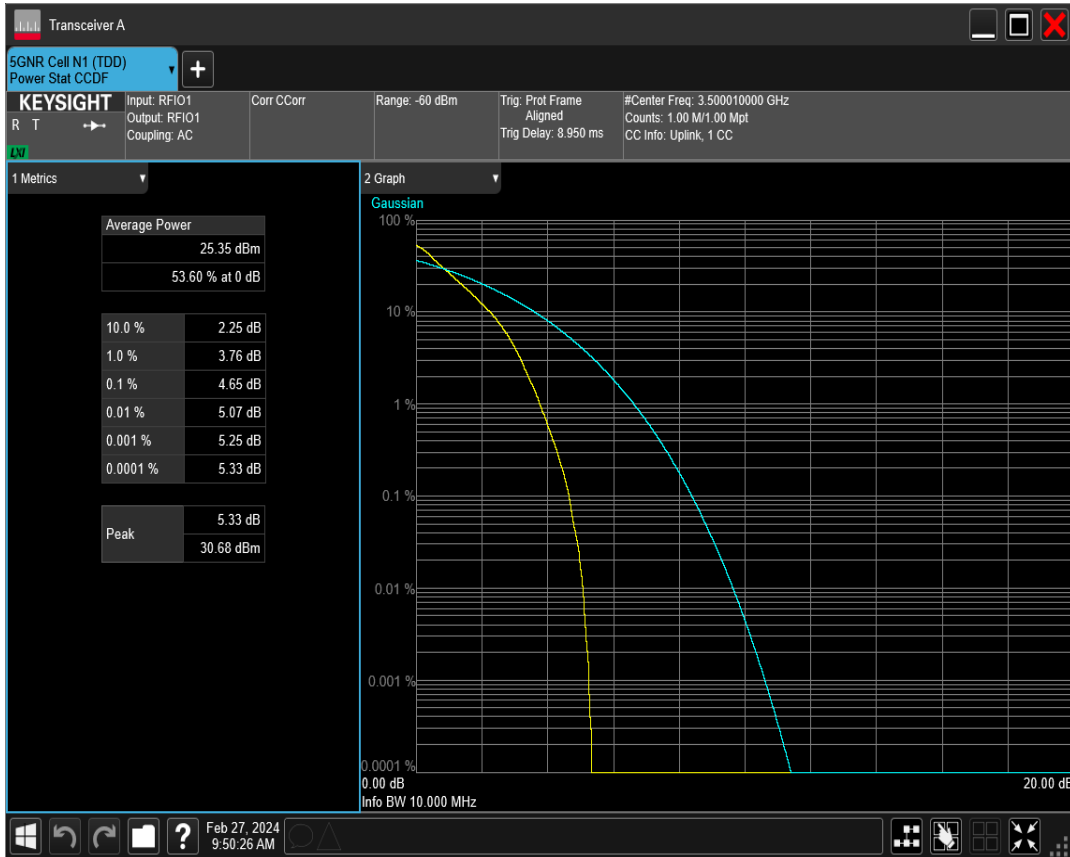 Transceiver A
5GNR Cell N1 (TDD)
Power Stat CCDF
KEYSIGHT
R T
LXI
Input: RFIO1
Output: RFIO1
Coupling: AC
Corr CCorr
Range: -60 dBm
Trig: Prot Frame
Aligned
Trig Delay: 8.950 ms
#Center Freq: 3.500010000 GHz
Counts: 1.00 M/1.00 Mpt
CC Info: Uplink, 1 CC
1 Metrics
Average Power
25.35 dBm
53.60 % at 0 dB
10.0 % 2.25 dB
1.0 % 3.76 dB
0.1 % 4.65 dB
0.01 % 5.07 dB
0.001 % 5.25 dB
0.0001 % 5.33 dB
Peak
5.33 dB
30.68 dBm
2 Graph
Gaussian
100 %
10 %
1 %
0.1 %
0.01 %
0.001 %
0.0001 %
0.00 dB 20.00 dB
Info BW 10.000 MHz
?
Feb 27, 2024
9:50:26 AM